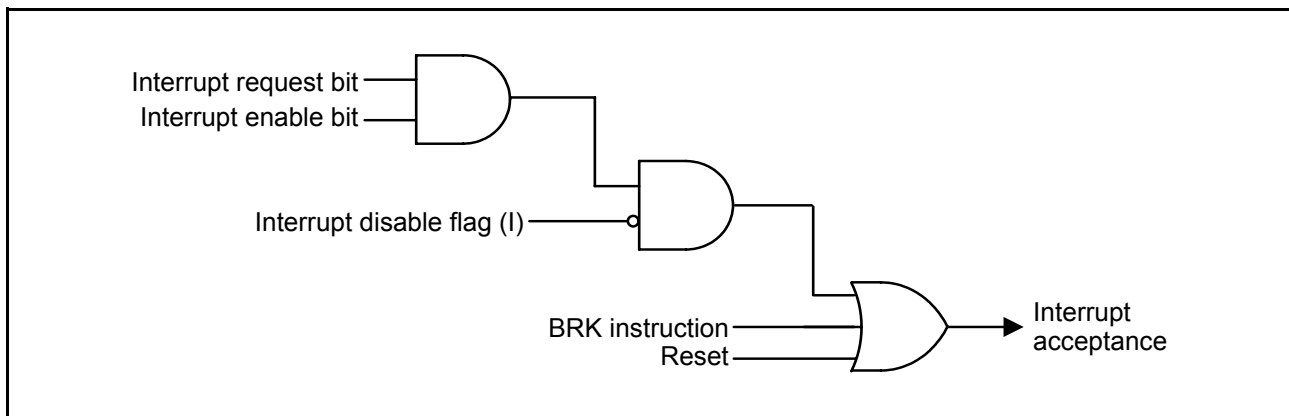 Interrupt request bit
Interrupt enable bit
Interrupt disable flag (I)
BRK instruction
Reset
Interrupt
acceptance